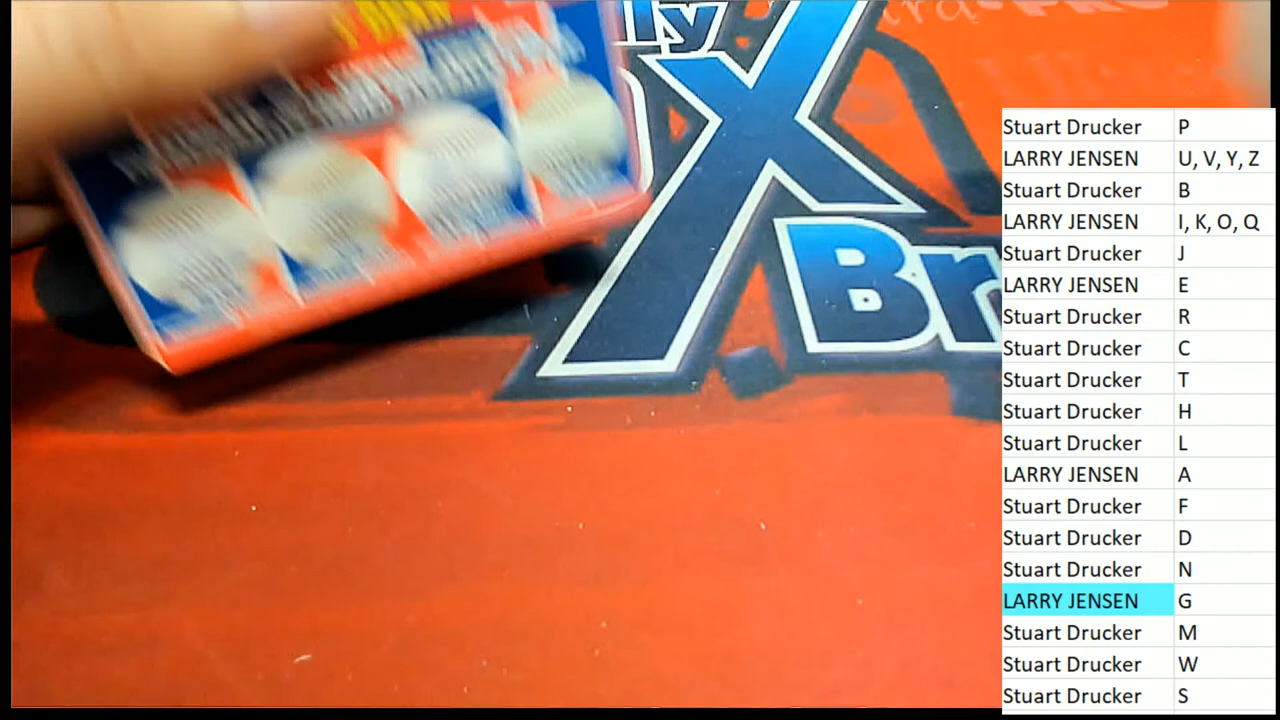 ly
X
Br
Stuart Drucker P
LARRY JENSEN U, V, Y, Z
Stuart Drucker B
LARRY JENSEN I, K, O, Q
Stuart Drucker J
LARRY JENSEN E
Stuart Drucker R
Stuart Drucker C
Stuart Drucker T
Stuart Drucker H
Stuart Drucker L
LARRY JENSEN A
Stuart Drucker F
Stuart Drucker D
Stuart Drucker N
LARRY JENSEN G
Stuart Drucker M
Stuart Drucker W
Stuart Drucker S